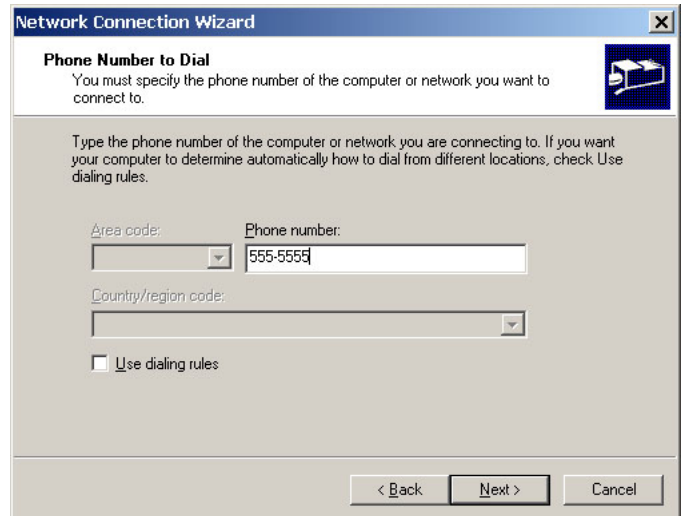 Network Connection Wizard
Phone Number to Dial
You must specify the phone number of the computer or network you want to
connect to.
Type the phone number of the computer or network you are connecting to. If you want
your computer to determine automatically how to dial from different locations, check Use
dialing rules.
Area code: Phone number:
555-5555
Country/region code:
Use dialing rules
< Back Next > Cancel